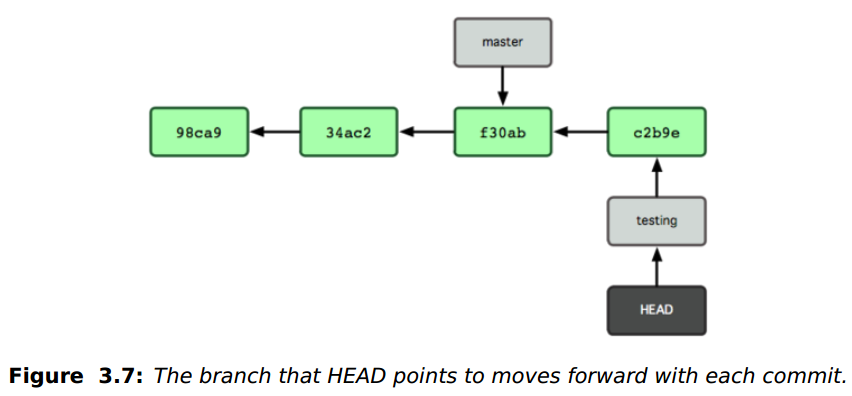 master
98ca9 34ac2 f30ab c2b9e
testing
HEAD
Figure 3.7: The branch that HEAD points to moves forward with each commit.